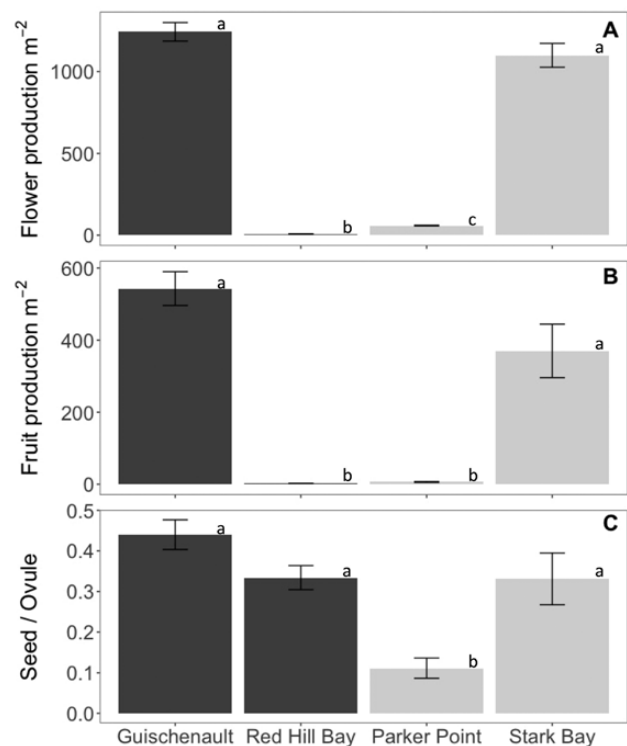 A
Flower production m⁻²
1000
500
0
a
b
c
a
B
Fruit production m⁻²
600
400
200
0
a
b
b
a
C
Seed / Ovule
0.5
0.4
0.3
0.2
0.1
0.0
a
a
b
a
Guischenault Red Hill Bay Parker Point Stark Bay